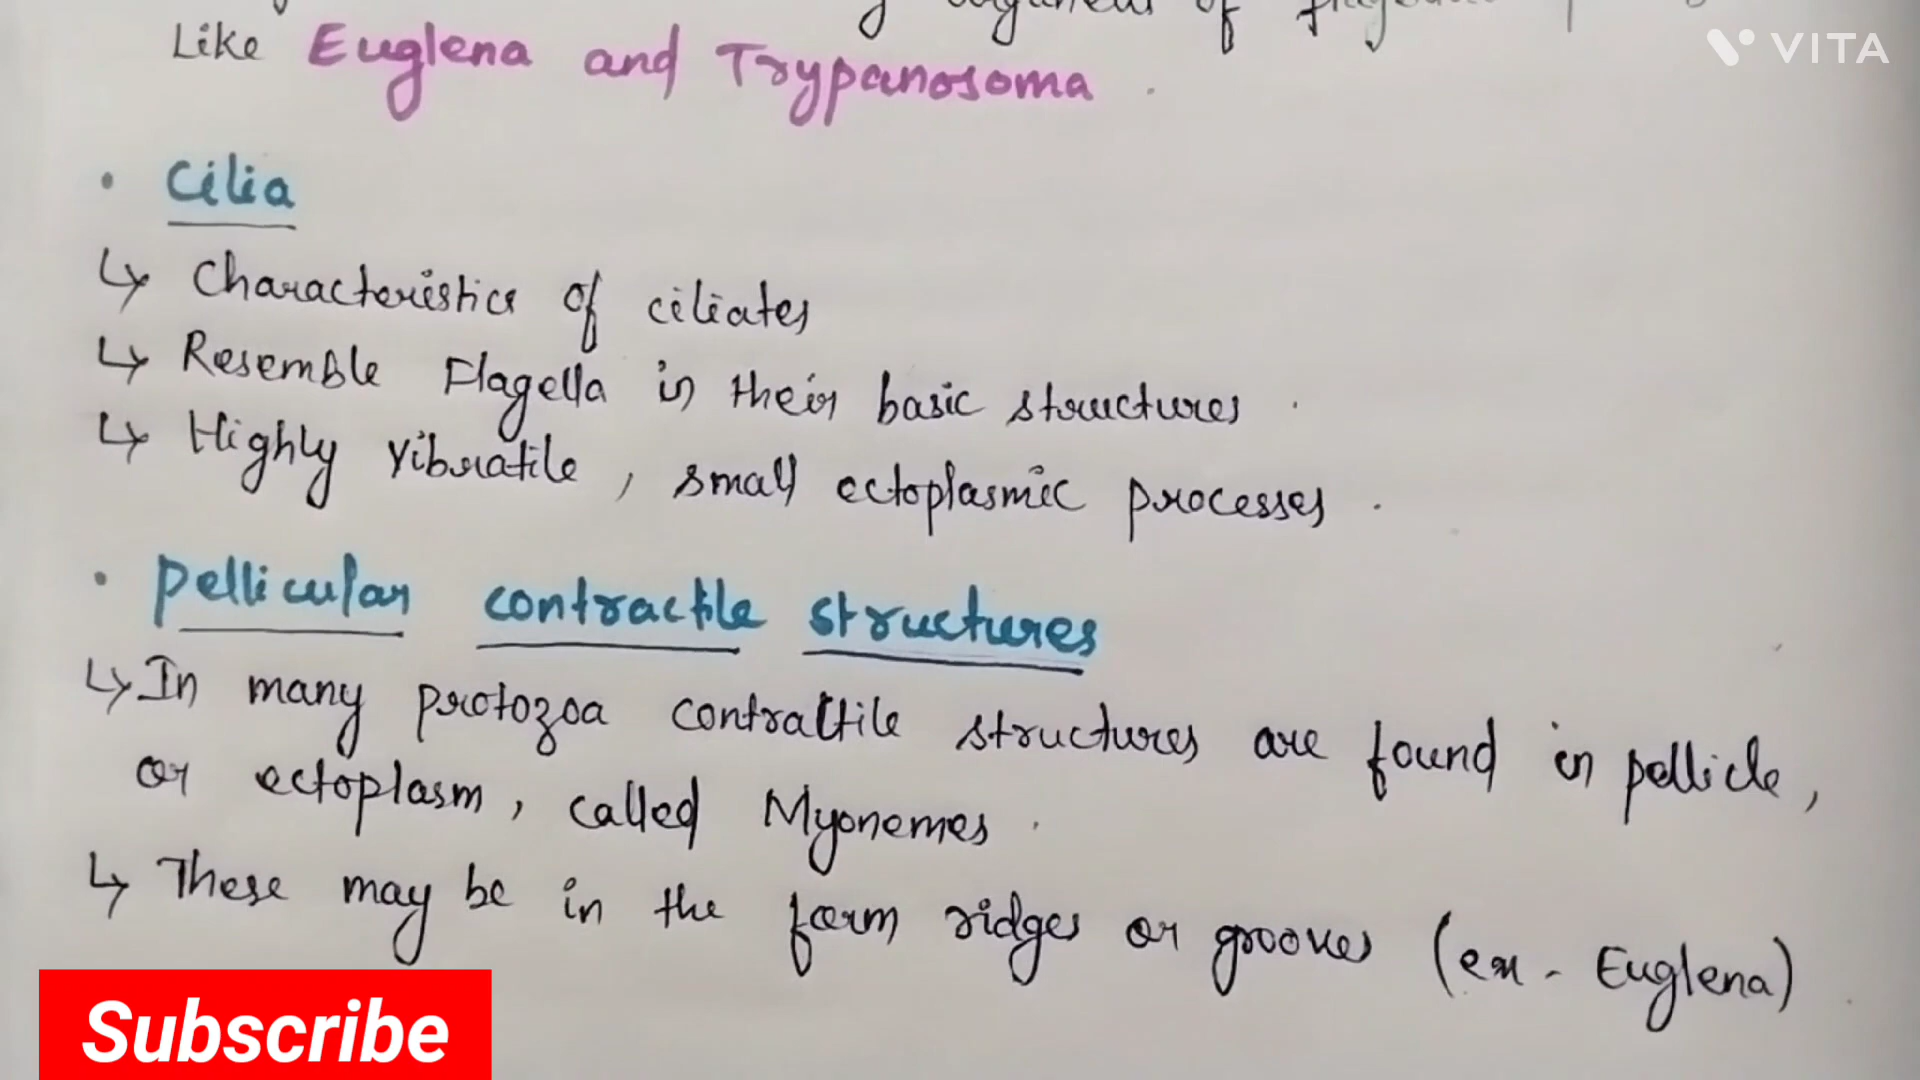 of
Like Euglena and Trypanosoma .
VITA
• Cilia
↳ Characteristics of ciliates
↳ Resemble Flagella in their basic structures .
↳ Highly vibratile , small ectoplasmic processes .
• Pellicular contractile structures
↳ In many protozoa contractile structures are found in pellicle ,
or ectoplasm , called Myonemes .
↳ These may be in the form ridges or grooves (ex - Euglena)
Subscribe